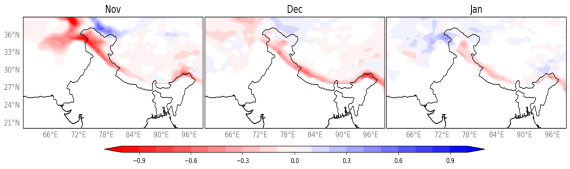 Nov Dec Jan
36°N
33°N
30°N
27°N
24°N
21°N
66°E 72°E 78°E 84°E 90°E 96°E 66°E 72°E 78°E 84°E 90°E 96°E 66°E 72°E 78°E 84°E 90°E 96°E
−0.9 −0.6 −0.3 0.0 0.3 0.6 0.9